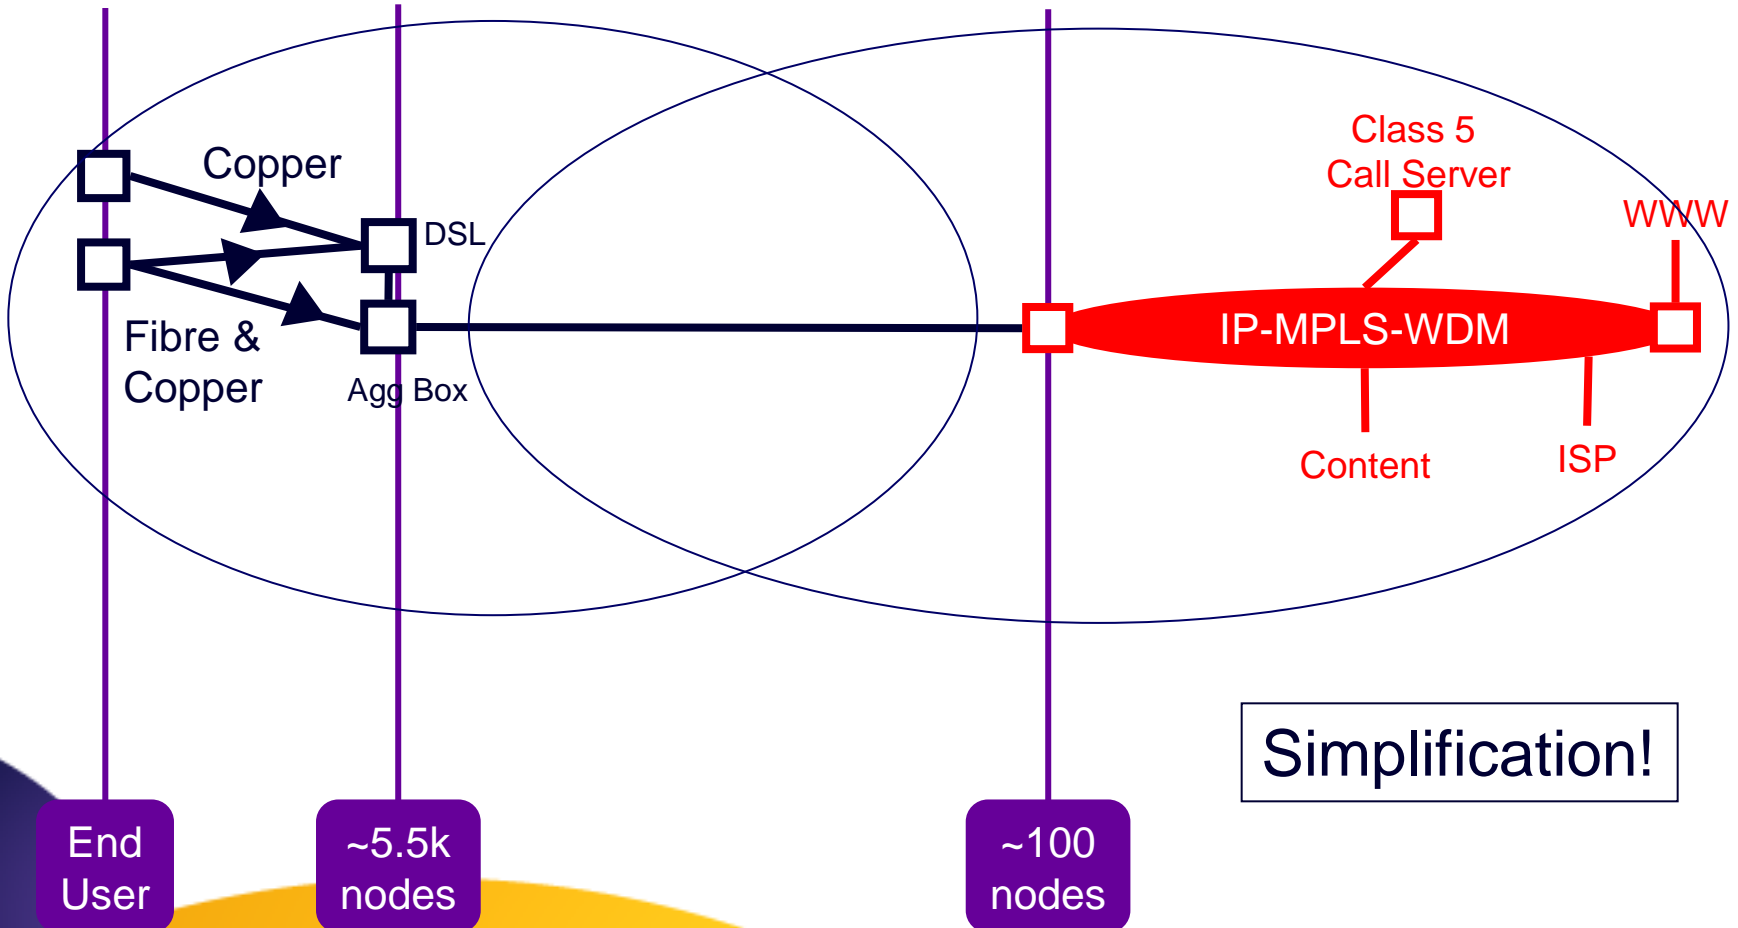 Copper
DSL
Fibre &
Copper
Agg Box
Class 5
Call Server
WWW
IP-MPLS-WDM
Content
ISP
Simplification!
End
User
~5.5k
nodes
~100
nodes